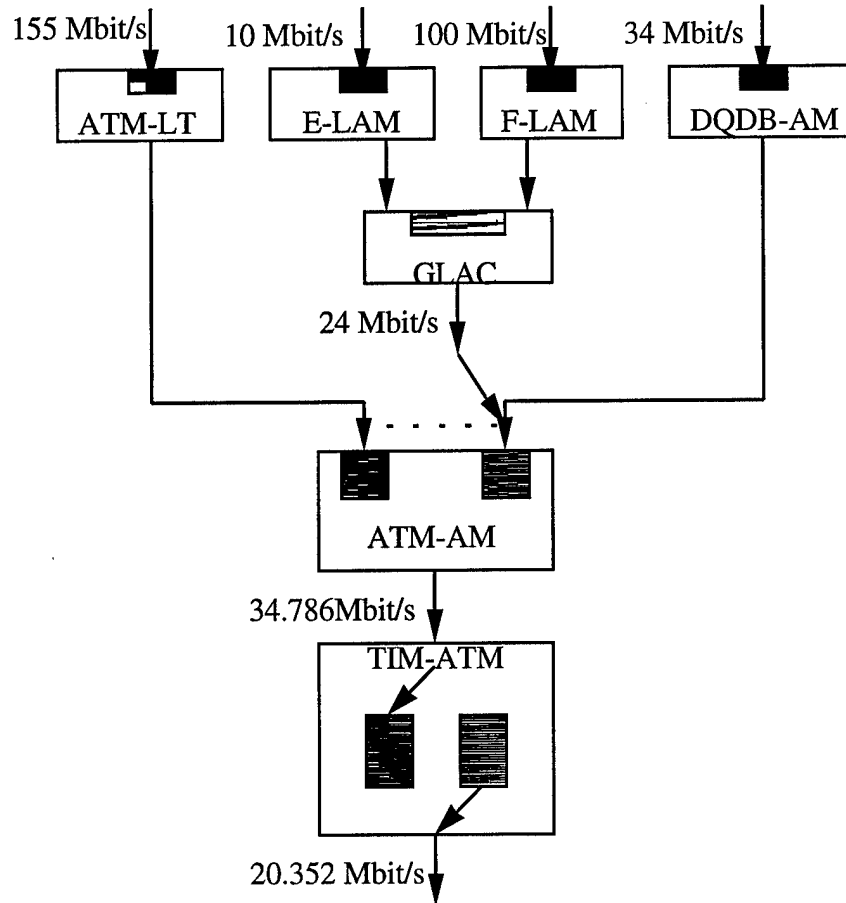 155 Mbit/s
10 Mbit/s
100 Mbit/s
34 Mbit/s
ATM-LT
E-LAM
F-LAM
DQDB-AM
GLAC
24 Mbit/s
ATM-AM
34.786Mbit/s
TIM-ATM
20.352 Mbit/s